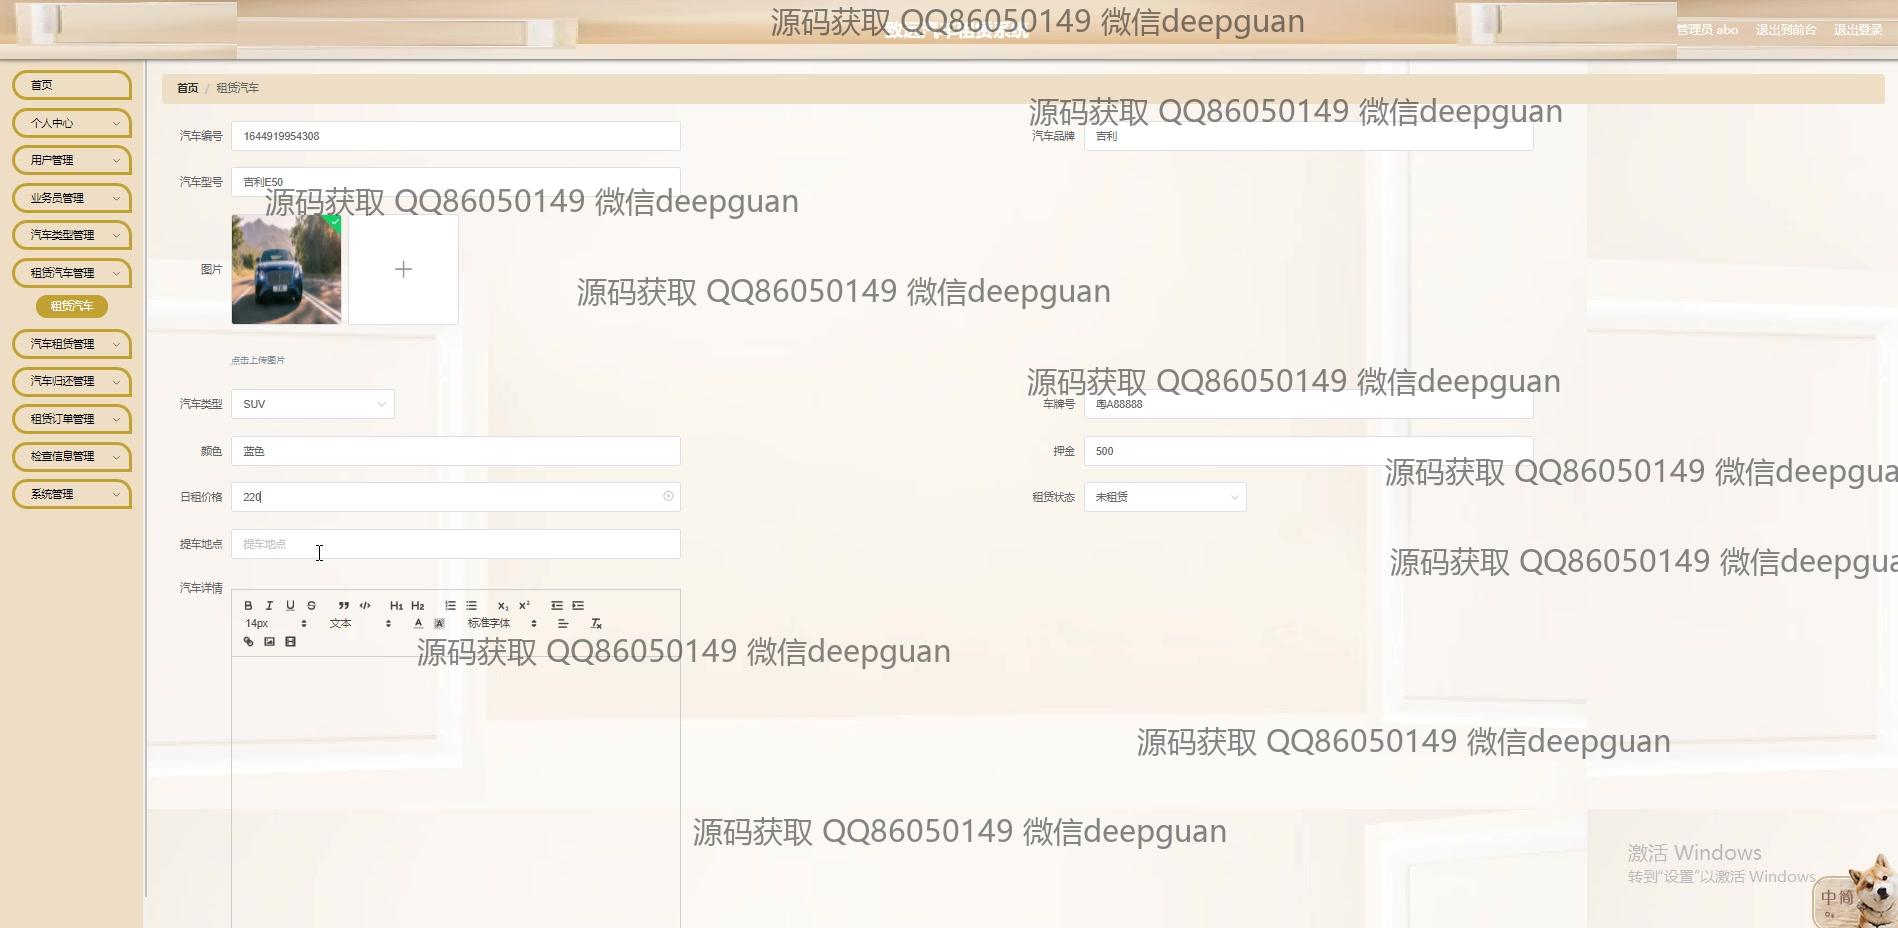 源码获取 QQ86050149 微信deepguan
管理员 abo 退出到前台 退出登录
首页
个人中心
用户管理
业务员管理
汽车类型管理
租赁汽车管理
租赁汽车
汽车租赁管理
汽车归还管理
租赁订单管理
检查信息管理
系统管理
首页 / 租赁汽车
源码获取 QQ86050149 微信deepguan
汽车编号 1644919954308
汽车品牌 吉利
汽车型号 吉利E50
源码获取 QQ86050149 微信deepguan
图片
源码获取 QQ86050149 微信deepguan
点击上传图片
源码获取 QQ86050149 微信deepguan
汽车类型 SUV
车牌号 粤A88888
颜色 蓝色
押金 500
源码获取 QQ86050149 微信deepgua
日租价格 220
租赁状态 未租赁
提车地点 提车地点
源码获取 QQ86050149 微信deepgua
汽车详情
B I U S H1 H2 x₂ x²
14px 文本 A A 标准字体
源码获取 QQ86050149 微信deepguan
源码获取 QQ86050149 微信deepguan
源码获取 QQ86050149 微信deepguan
激活 Windows
转到“设置”以激活 Windows
中简